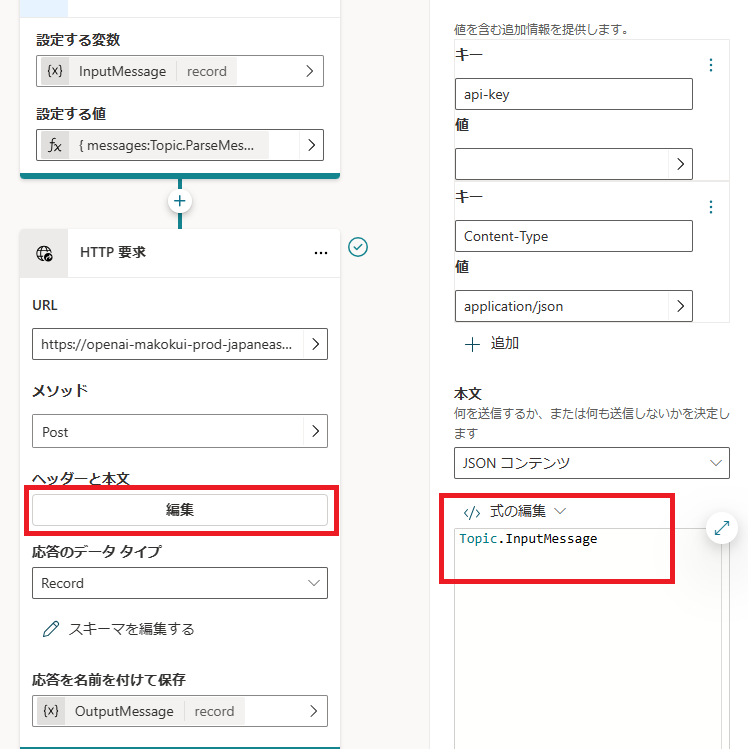 設定する変数
{x} InputMessage record
設定する値
fx { messages:Topic.ParseMes...
HTTP 要求
URL
https://openai-makokui-prod-japaneas...
メソッド
Post
ヘッダーと本文
編集
応答のデータ タイプ
Record
スキーマを編集する
応答を名前を付けて保存
{x} OutputMessage record
値を含む追加情報を提供します。
キー
api-key
値
キー
Content-Type
値
application/json
追加
本文
何を送信するか、または何も送信しないかを決定し
ます
JSON コンテンツ
</> 式の編集
Topic.InputMessage